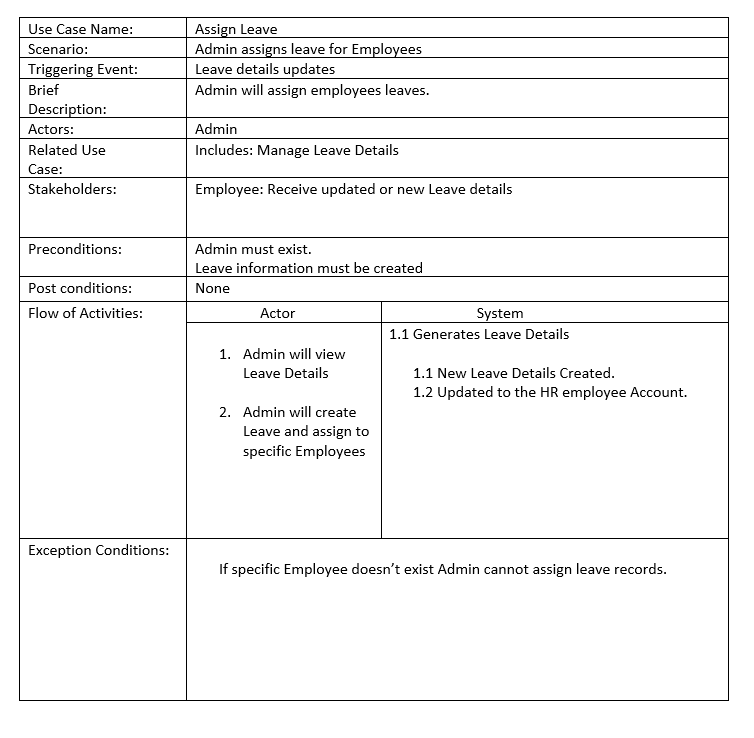 Use Case Name: Assign Leave
Scenario: Admin assigns leave for Employees
Triggering Event: Leave details updates
Brief
Description: Admin will assign employees leaves.
Actors: Admin
Related Use
Case: Includes: Manage Leave Details
Stakeholders: Employee: Receive updated or new Leave details
Preconditions: Admin must exist.
Leave information must be created
Post conditions: None
Flow of Activities:
Actor
1. Admin will view
Leave Details
2. Admin will create
Leave and assign to
specific Employees
System
1.1 Generates Leave Details
1.1 New Leave Details Created.
1.2 Updated to the HR employee Account.
Exception Conditions:
If specific Employee doesn’t exist Admin cannot assign leave records.